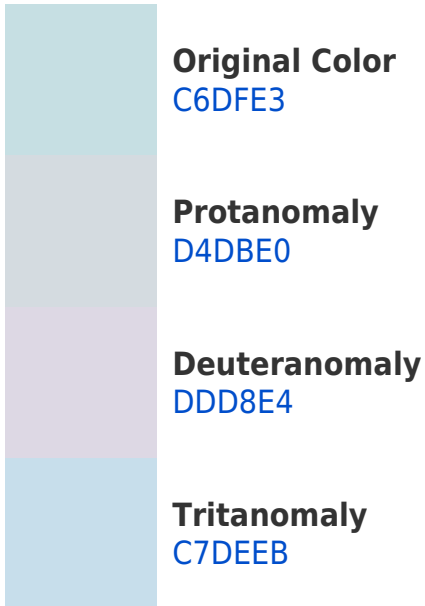 Original Color
C6DFE3
Protanomaly
D4DBE0
Deuteranomaly
DDD8E4
Tritanomaly
C7DEEB